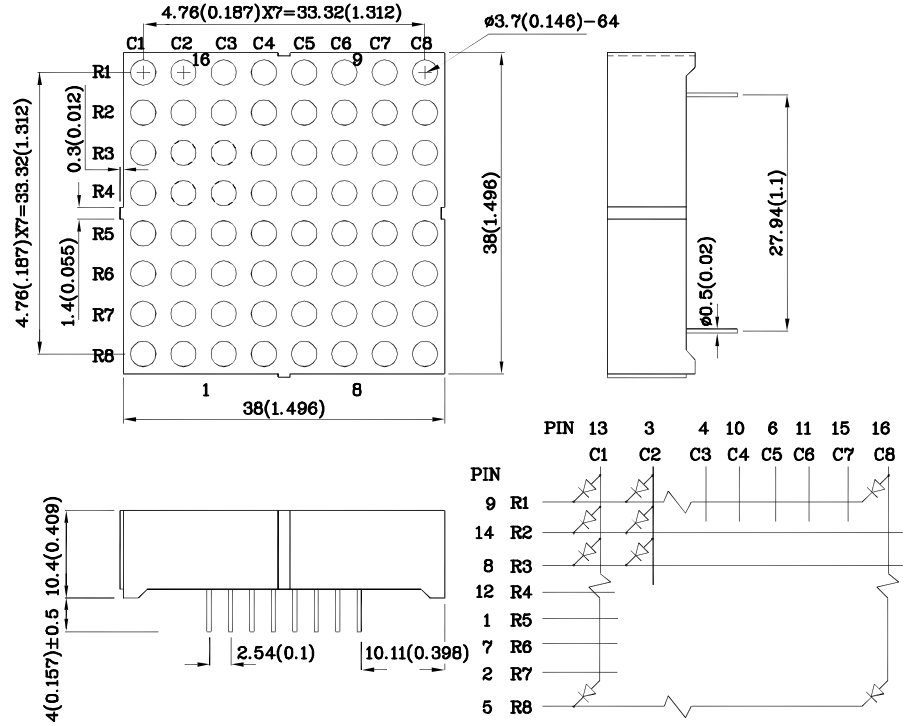 4.76(0.187)X7=33.32(1.312)
ø3.7(0.146)-64
C1 C2 C3 C4 C5 C6 C7 C8
16 9
R1
R2
R3
R4
R5
R6
R7
R8
4.76(.187)X7=33.32(1.312)
0.3(0.012)
1.4(0.055)
38(1.496)
1 8
38(1.496)
ø0.5(0.02)
27.94(1.1)
10.4(0.409)
4(0.157)±0.5
2.54(0.1)
10.11(0.398)
PIN 13 3 4 10 6 11 15 16
C1 C2 C3 C4 C5 C6 C7 C8
PIN
9 R1
14 R2
8 R3
12 R4
1 R5
7 R6
2 R7
5 R8